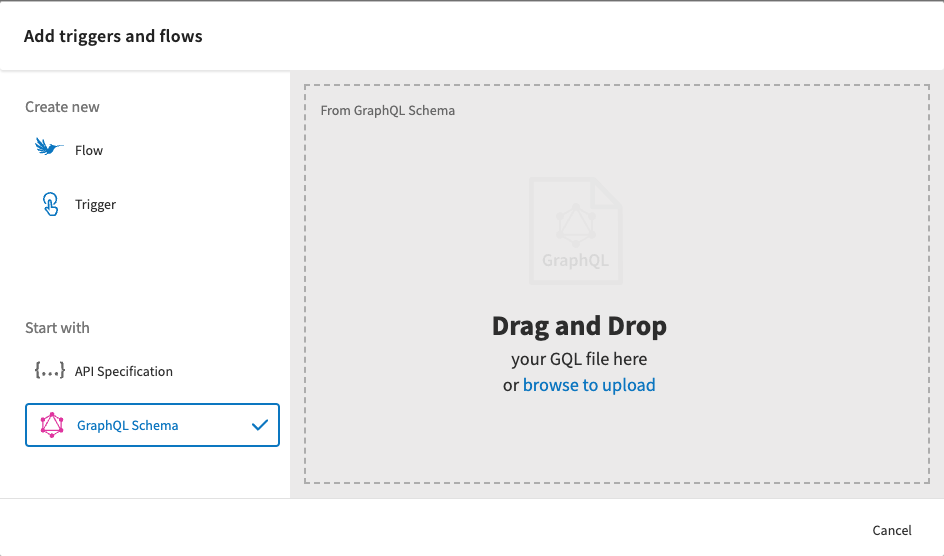 Add triggers and flows
Create new
Flow
Trigger
Start with
{...} API Specification
GraphQL Schema
From GraphQL Schema
GraphQL
Drag and Drop
your GQL file here
or browse to upload
Cancel